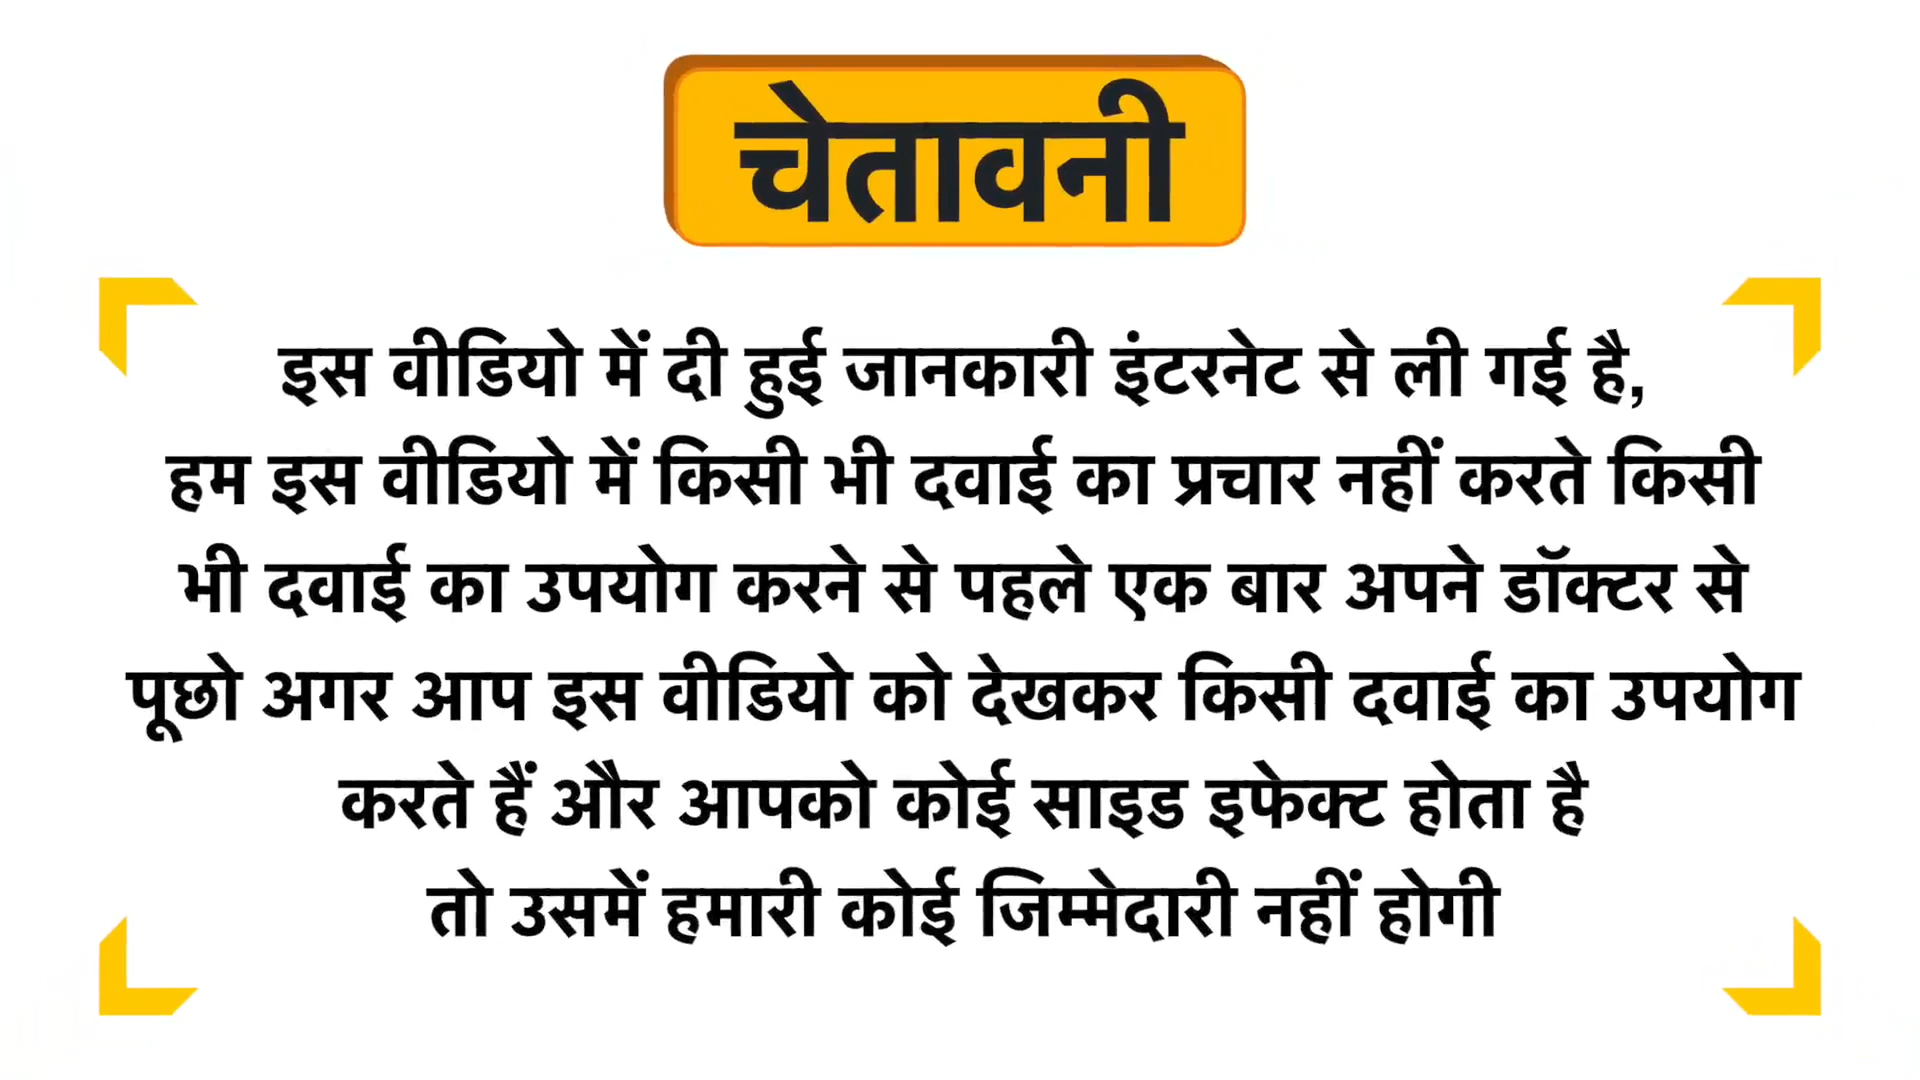 चेतावनी
इस वीडियो में दी हुई जानकारी इंटरनेट से ली गई है,
हम इस वीडियो में किसी भी दवाई का प्रचार नहीं करते किसी
भी दवाई का उपयोग करने से पहले एक बार अपने डॉक्टर से
पूछो अगर आप इस वीडियो को देखकर किसी दवाई का उपयोग
करते हैं और आपको कोई साइड इफेक्ट होता है
तो उसमें हमारी कोई जिम्मेदारी नहीं होगी